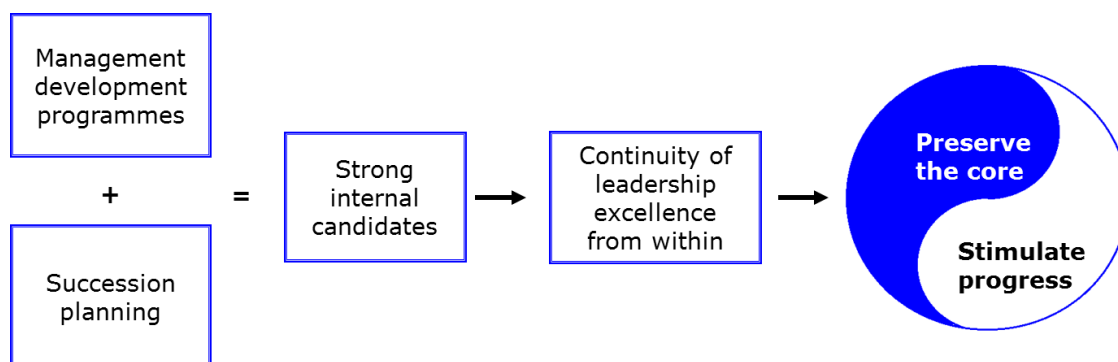 Management
development
programmes
+
Succession
planning
=
Strong
internal
candidates
Continuity of
leadership
excellence
from within
Preserve
the core
Stimulate
progress